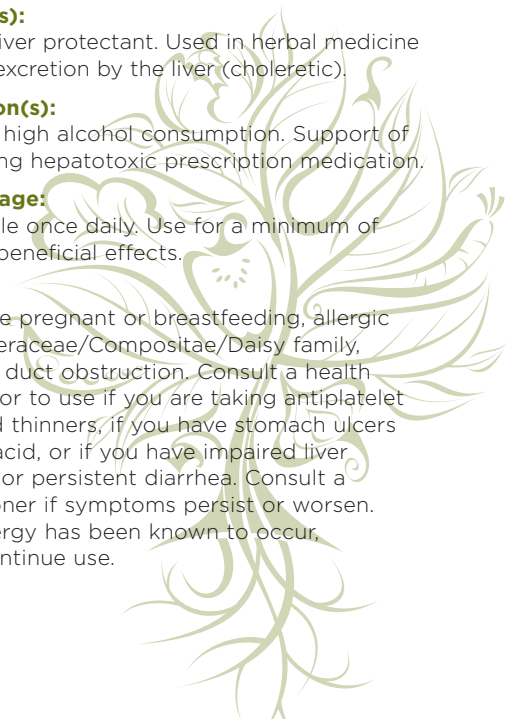 s):
iver protectant. Used in herbal medicine
excretion by the liver (choleretic).
on(s):
high alcohol consumption. Support of
ng hepatotoxic prescription medication.
age:
le once daily. Use for a minimum of
beneficial effects.
e pregnant or breastfeeding, allergic
eraceae/Compositae/Daisy family,
duct obstruction. Consult a health
or to use if you are taking antiplatelet
d thinners, if you have stomach ulcers
acid, or if you have impaired liver
or persistent diarrhea. Consult a
oner if symptoms persist or worsen.
ergy has been known to occur,
ntinue use.